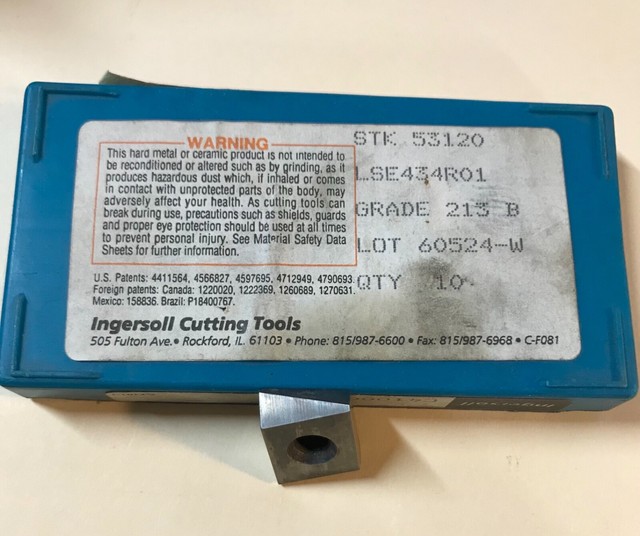 WARNING
This hard metal or ceramic product is not intended to
be reconditioned or altered such as by grinding, as it
produces hazardous dust which, if inhaled or comes
in contact with unprotected parts of the body, may
adversely affect your health. As cutting tools can
break during use, precautions such as shields, guards
and proper eye protection should be used at all times
to prevent personal injury. See Material Safety Data
Sheets for further information.
STK 53120
LSE434R01
GRADE 213 B
LOT 60524-W
QTY 10
U.S. Patents: 4411564, 4566827, 4597695, 4712949, 4790693
Foreign patents: Canada: 1220020, 1222369, 1260689, 1270631.
Mexico: 158836. Brazil: P18400767.
Ingersoll Cutting Tools
505 Fulton Ave. • Rockford, IL 61103 • Phone: 815/987-6600 • Fax: 815/987-6968 • C-F081